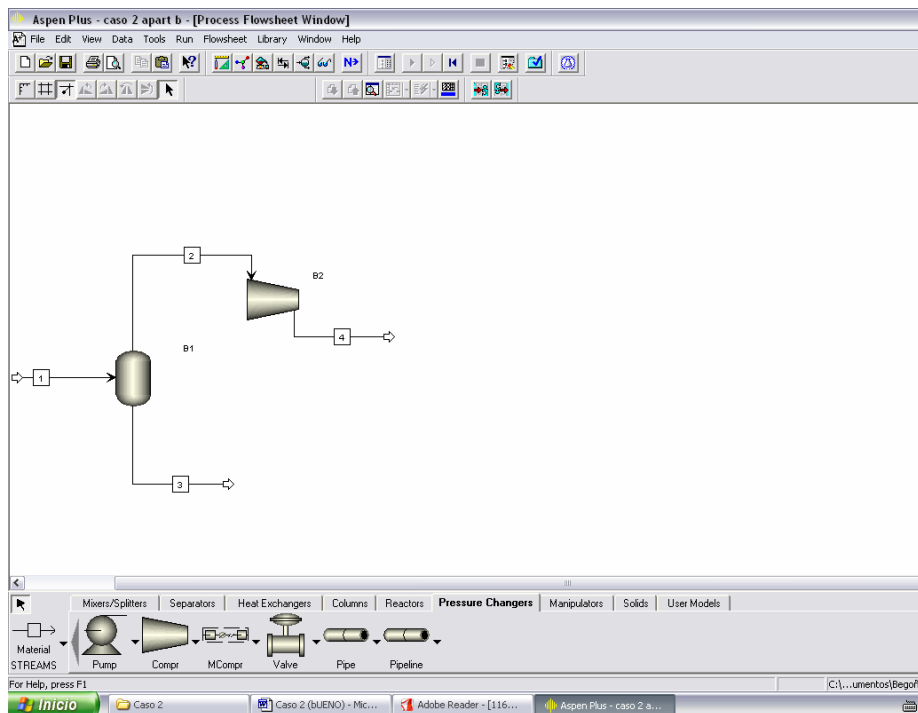 Aspen Plus - caso 2 apart b - [Process Flowsheet Window]
File Edit View Data Tools Run Flowsheet Library Window Help
N>
2
B2
4
B1
1
3
Mixers/Splitters Separators Heat Exchangers Columns Reactors Pressure Changers Manipulators Solids User Models
Material
STREAMS Pump Compr MCompr Valve Pipe Pipeline
For Help, press F1 C:\...umentos\Begoñ
Inicio Caso 2 Caso 2 (bUENO) - Mic... Adobe Reader - [116... Aspen Plus - caso 2 a...